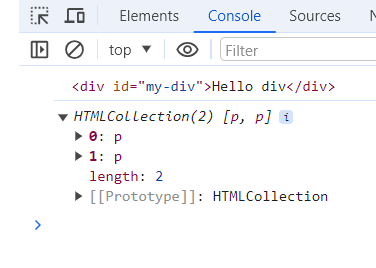 Elements Console Sources
top Filter
<div id="my-div">Hello div</div>
HTMLCollection(2) [p, p] i
0: p
1: p
length: 2
[[Prototype]]: HTMLCollection